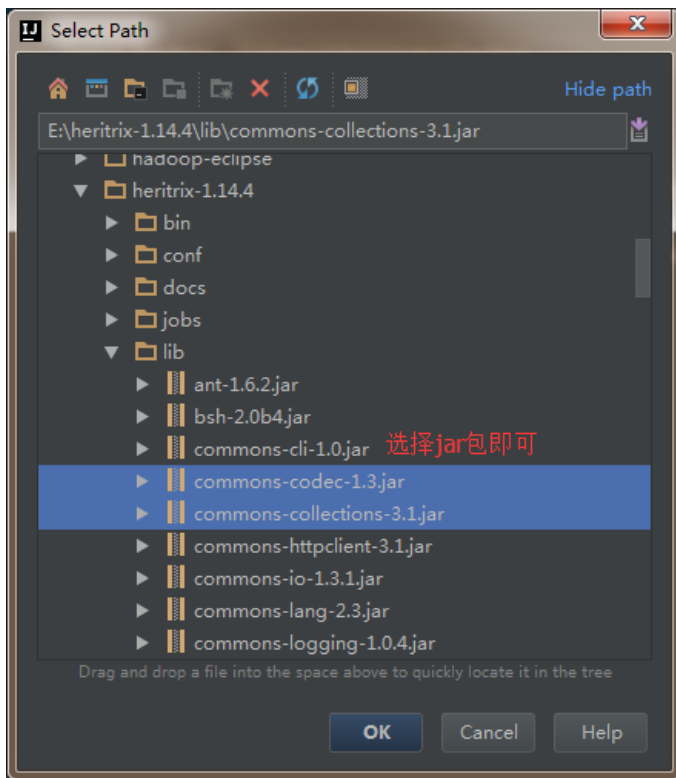 IJ Select Path
Hide path
E:\heritrix-1.14.4\lib\commons-collections-3.1.jar
hadoop-eclipse
heritrix-1.14.4
bin
conf
docs
jobs
lib
ant-1.6.2.jar
bsh-2.0b4.jar
commons-cli-1.0.jar 选择jar包即可
commons-codec-1.3.jar
commons-collections-3.1.jar
commons-httpclient-3.1.jar
commons-io-1.3.1.jar
commons-lang-2.3.jar
commons-logging-1.0.4.jar
Drag and drop a file into the space above to quickly locate it in the tree
OK Cancel Help